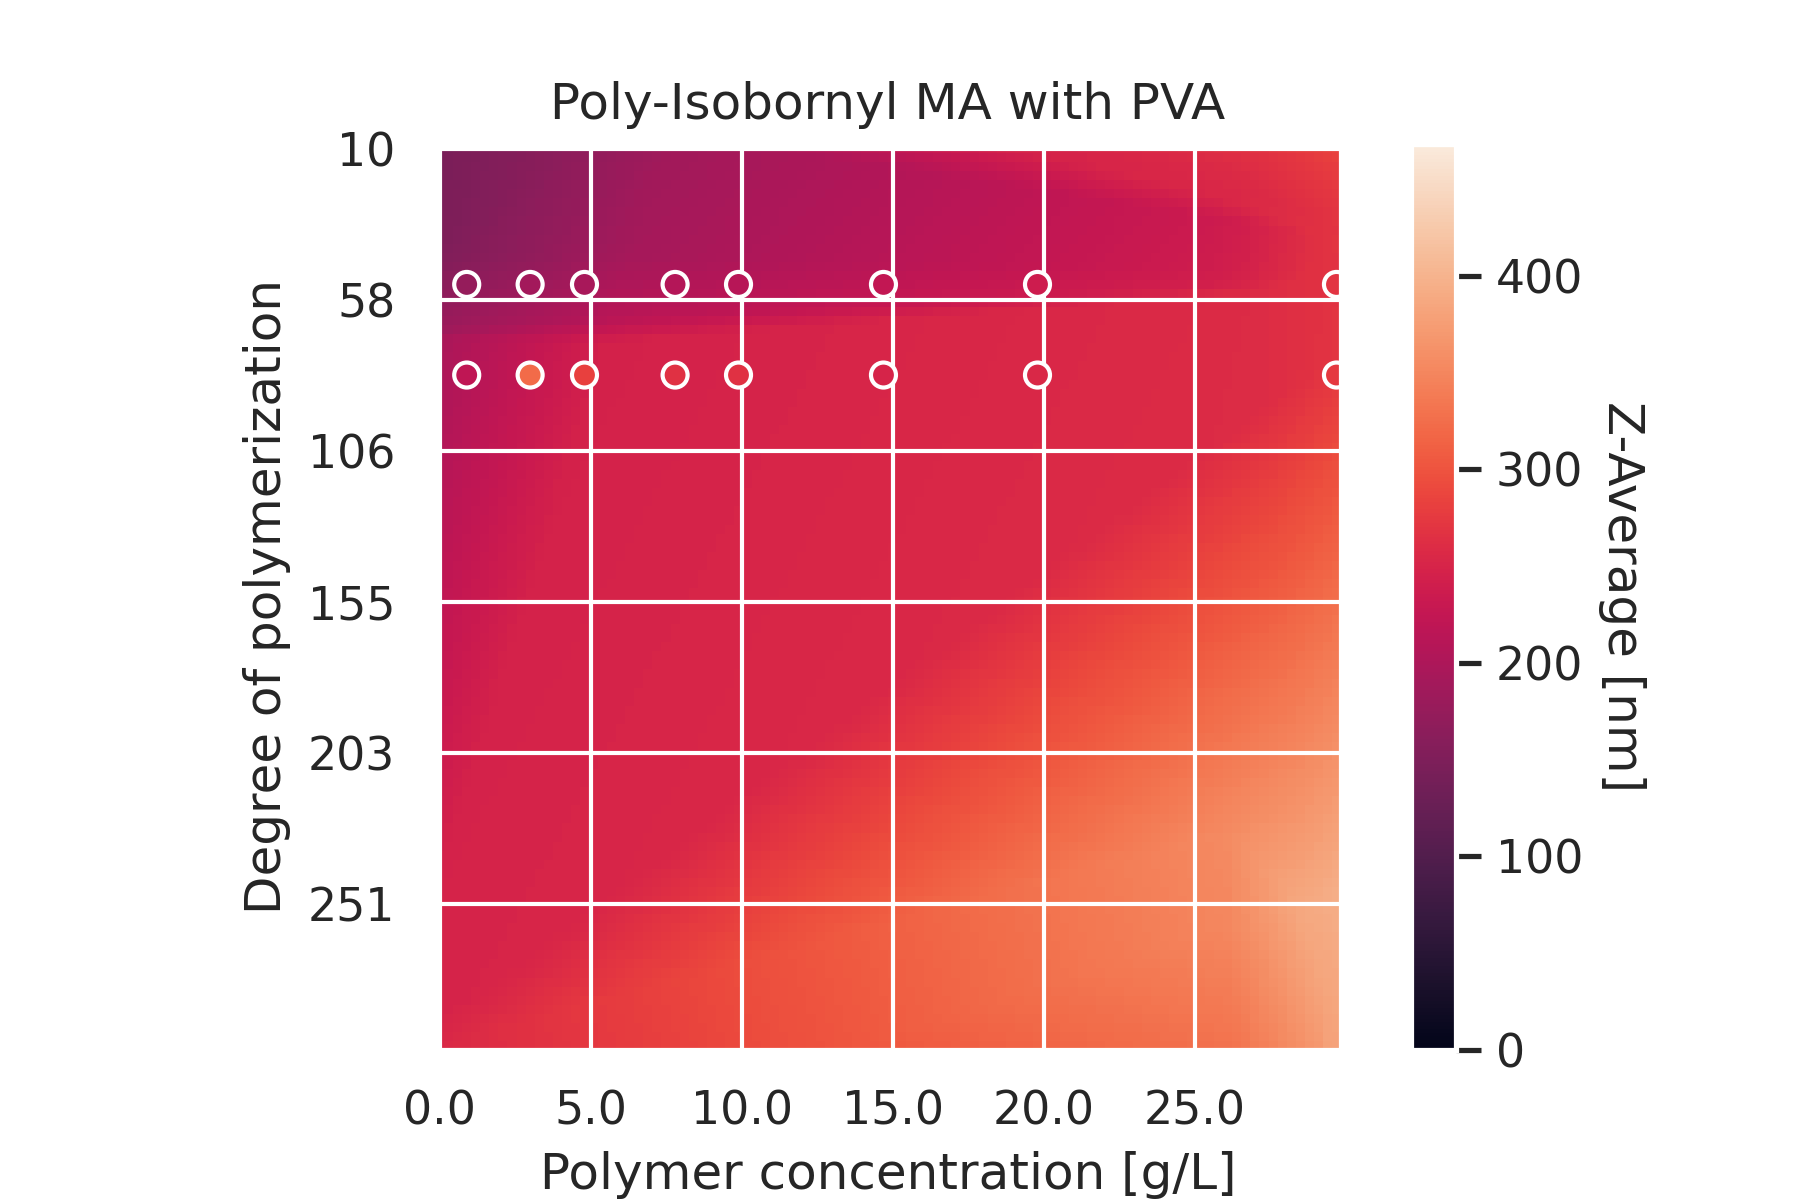 Poly-Isobornyl MA with PVA
Degree of polymerization
10
58
106
155
203
251
0.0 5.0 10.0 15.0 20.0 25.0
Polymer concentration [g/L]
400
300
200
100
0
Z-Average [nm]